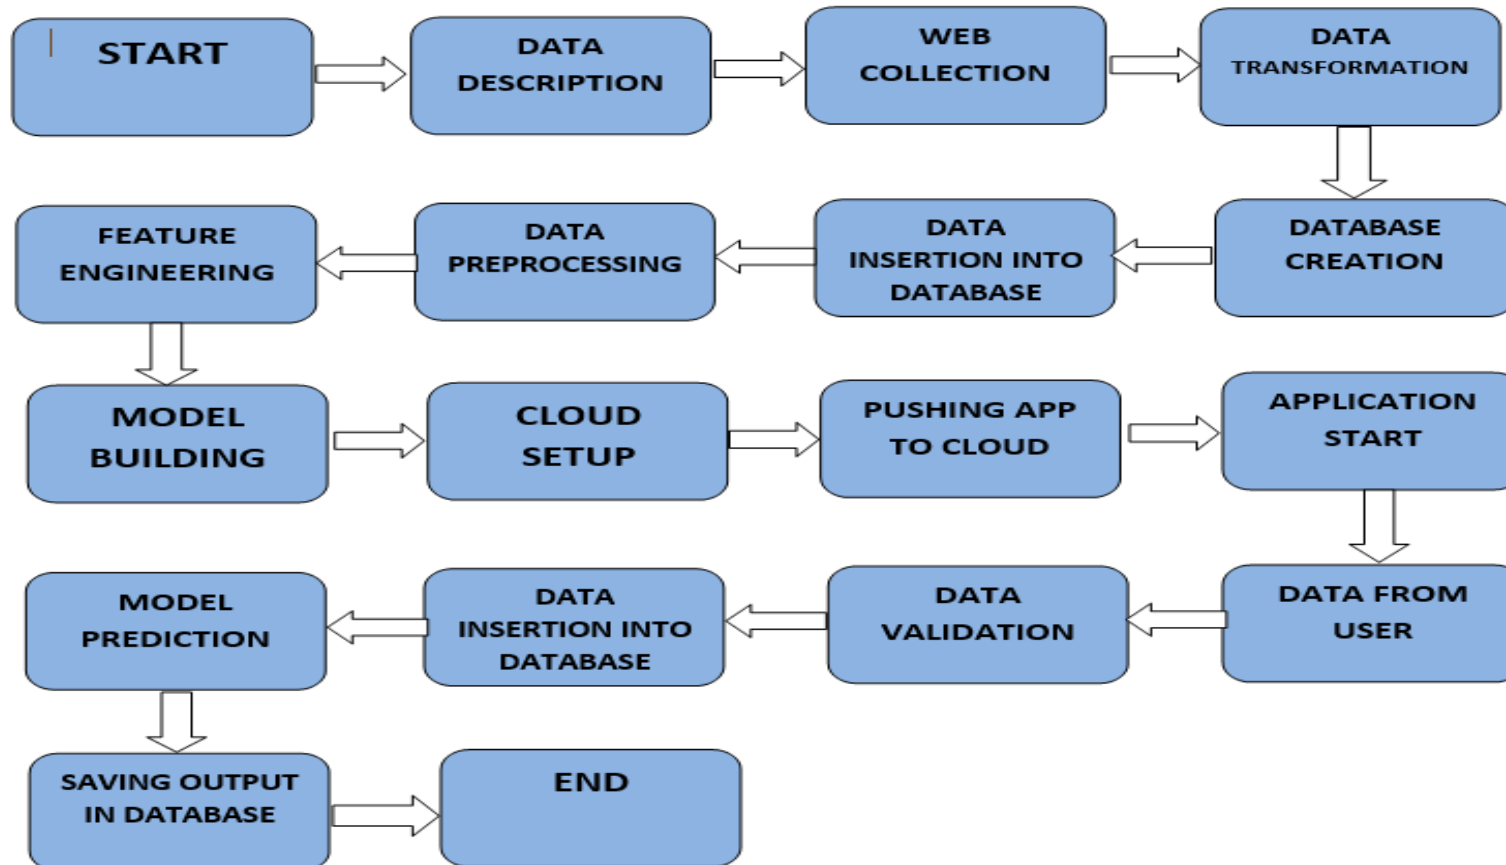 START
DATA
DESCRIPTION
WEB
COLLECTION
DATA
TRANSFORMATION
DATABASE
CREATION
DATA
INSERTION INTO
DATABASE
DATA
PREPROCESSING
FEATURE
ENGINEERING
MODEL
BUILDING
CLOUD
SETUP
PUSHING APP
TO CLOUD
APPLICATION
START
DATA FROM
USER
DATA
VALIDATION
DATA
INSERTION INTO
DATABASE
MODEL
PREDICTION
SAVING OUTPUT
IN DATABASE
END